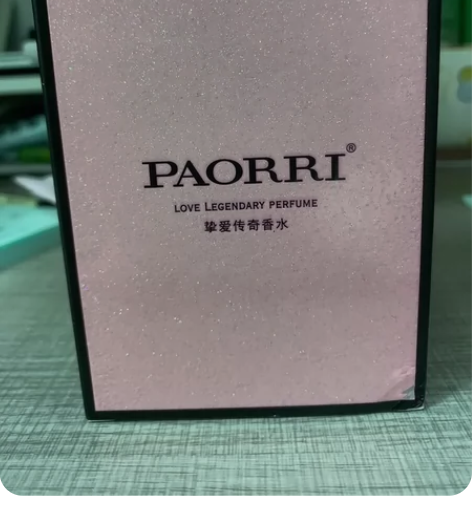 PAORRI®
LOVE LEGENDARY PERFUME
挚爱传奇香水